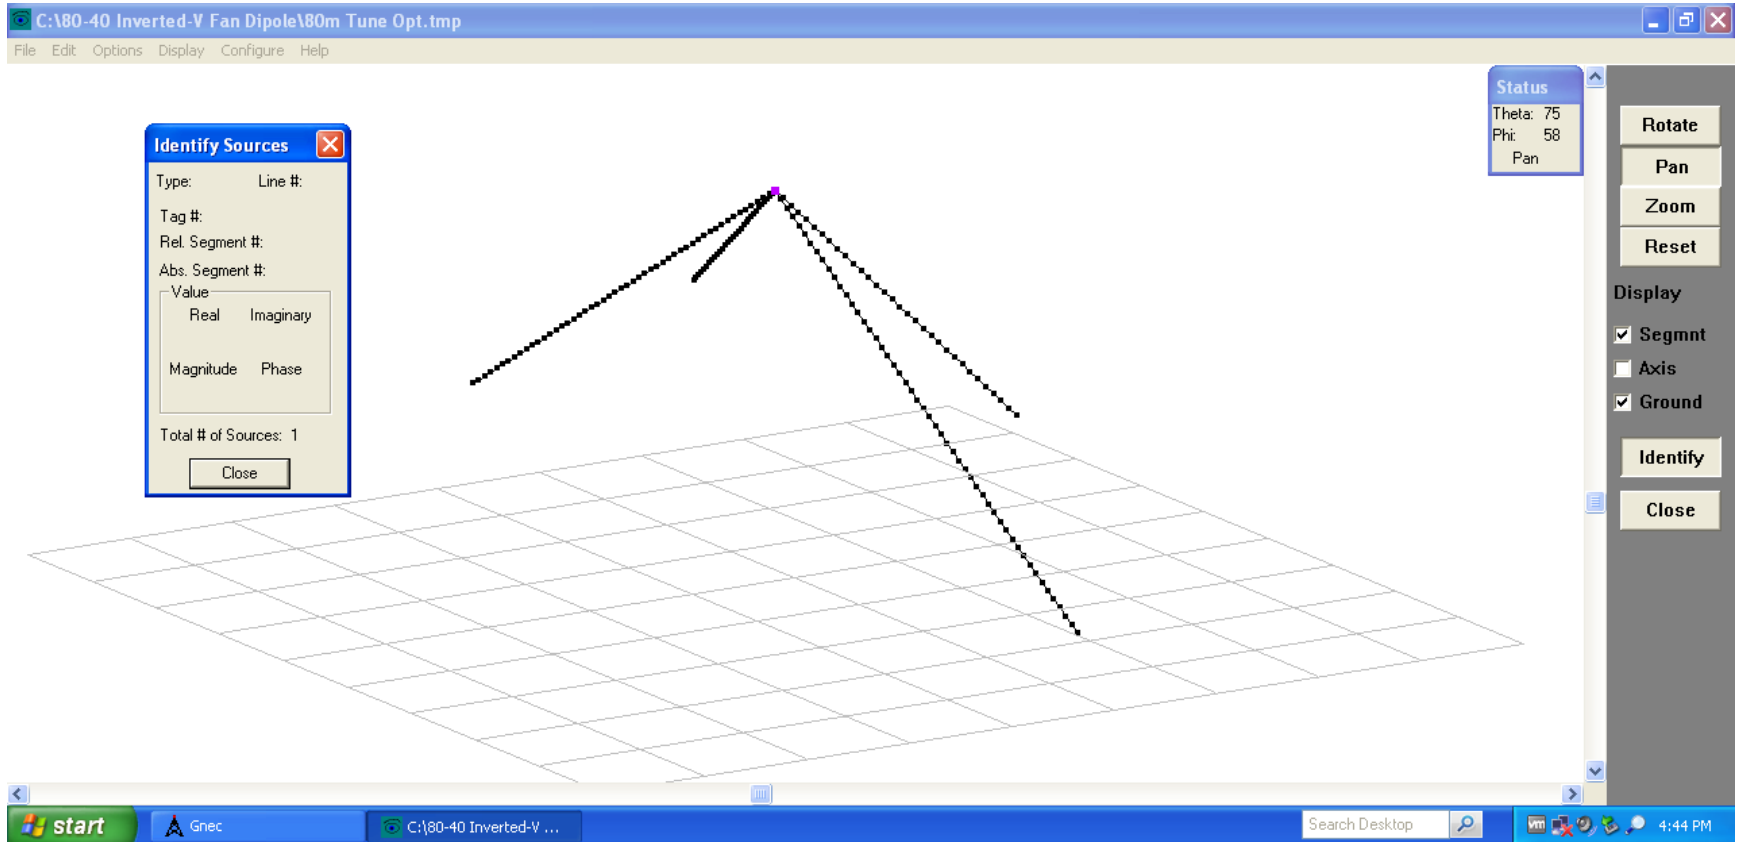 C:\80-40 Inverted-V Fan Dipole\80m Tune Opt.tmp
File Edit Options Display Configure Help
Identify Sources
Type: Line #:
Tag #:
Rel. Segment #:
Abs. Segment #:
Value
Real Imaginary
Magnitude Phase
Total # of Sources: 1
Close
Status
Theta: 75
Phi: 58
Pan
Rotate
Pan
Zoom
Reset
Display
Segmnt
Axis
Ground
Identify
Close
start
Gnec
C:\80-40 Inverted-V ...
Search Desktop
vm
4:44 PM